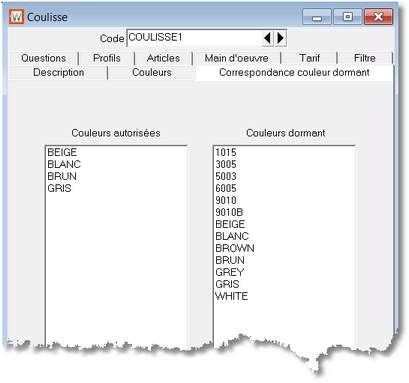 Coulisse
Code COULISSE1
Questions Profils Articles Main d'oeuvre Tarif Filtre
Description Couleurs Correspondance couleur dormant
Couleurs autorisées Couleurs dormant
BEIGE
BLANC
BRUN
GRIS
1015
3005
5003
6005
9010
9010B
BEIGE
BLANC
BROWN
BRUN
GREY
GRIS
WHITE